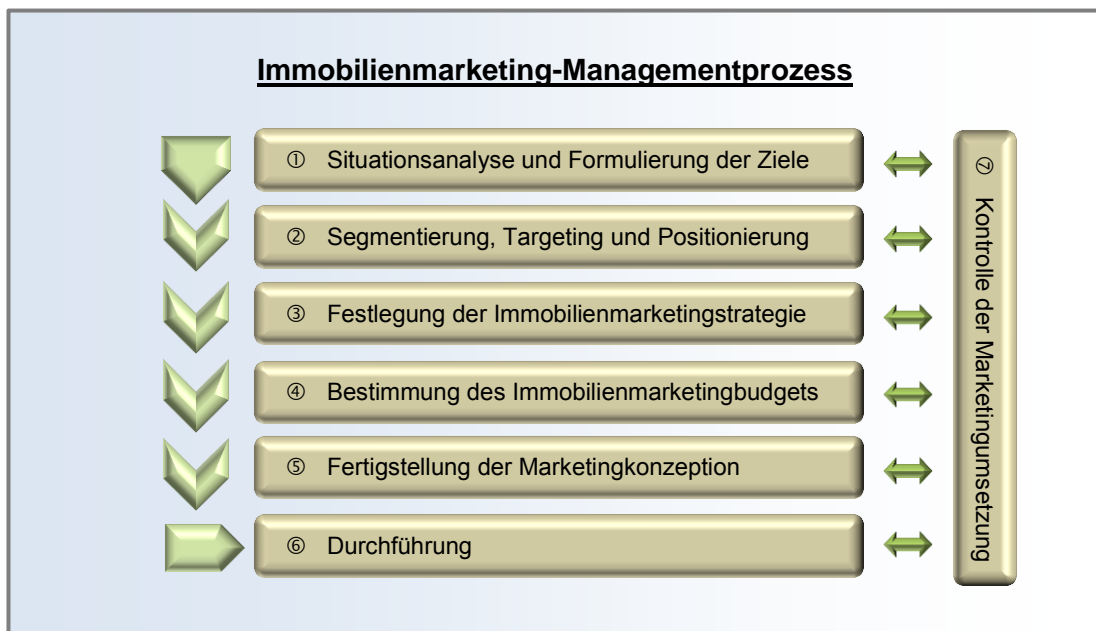 Immobilienmarketing-Managementprozess
① Situationsanalyse und Formulierung der Ziele
② Segmentierung, Targeting und Positionierung
③ Festlegung der Immobilienmarketingstrategie
④ Bestimmung des Immobilienmarketingbudgets
⑤ Fertigstellung der Marketingkonzeption
⑥ Durchführung
⑦ Kontrolle der Marketingumsetzung